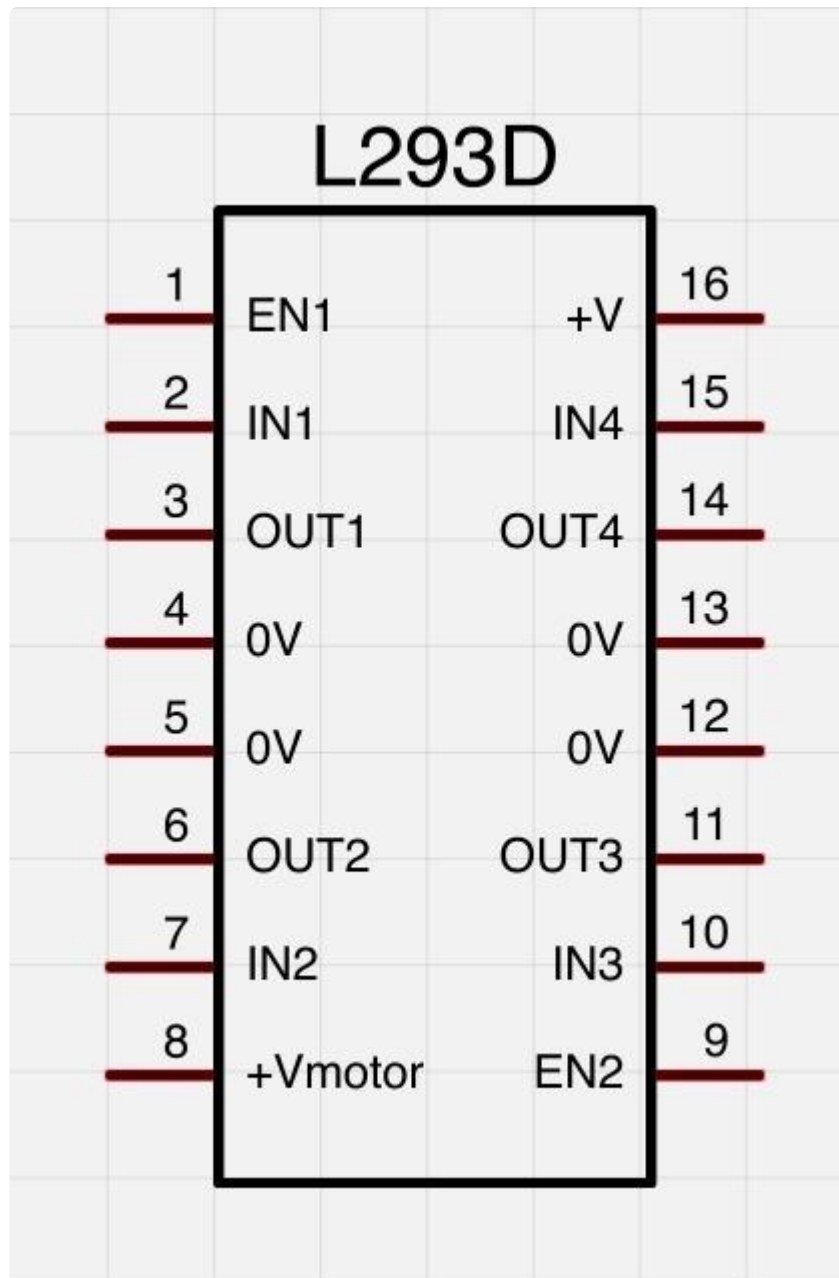 L293D
1 EN1 +V 16
2 IN1 IN4 15
3 OUT1 OUT4 14
4 0V 0V 13
5 0V 0V 12
6 OUT2 OUT3 11
7 IN2 IN3 10
8 +Vmotor EN2 9